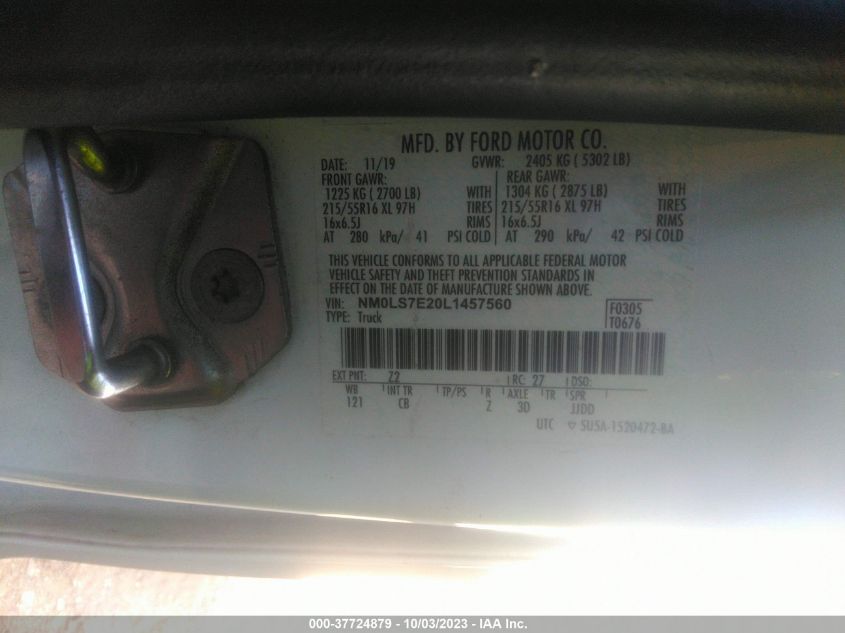 MFD. BY FORD MOTOR CO.
DATE: 11/19 GVWR: 2405 KG ( 5302 LB)
FRONT GAWR: REAR GAWR:
1225 KG ( 2700 LB) WITH 1304 KG ( 2875 LB) WITH
215/55R16 XL 97H TIRES 215/55R16 XL 97H TIRES
16x6.5J RIMS 16x6.5J RIMS
AT 280 kPa/ 41 PSI COLD AT 290 kPa/ 42 PSI COLD
THIS VEHICLE CONFORMS TO ALL APPLICABLE FEDERAL MOTOR
VEHICLE SAFETY AND THEFT PREVENTION STANDARDS IN
EFFECT ON THE DATE OF MANUFACTURE SHOWN ABOVE.
VIN: NM0LS7E20L1457560 F0305
TYPE: Truck T0676
EXT PNT: Z2 RC: 27 DSO:
WB INT TR TP/PS R AXLE TR SPR
121 CB Z 3D JJDD
UTC SU5A-1520472-BA
000-37724879 - 10/03/2023 - IAA Inc.